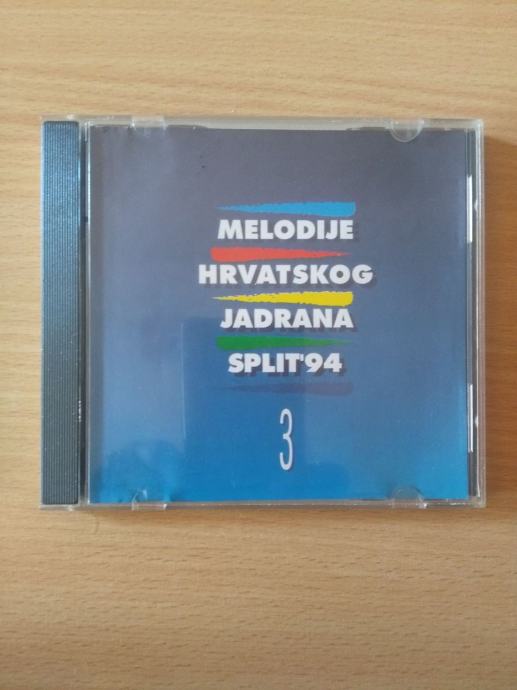 MELODIJE
HRVATSKOG
JADRANA
SPLIT'94
3